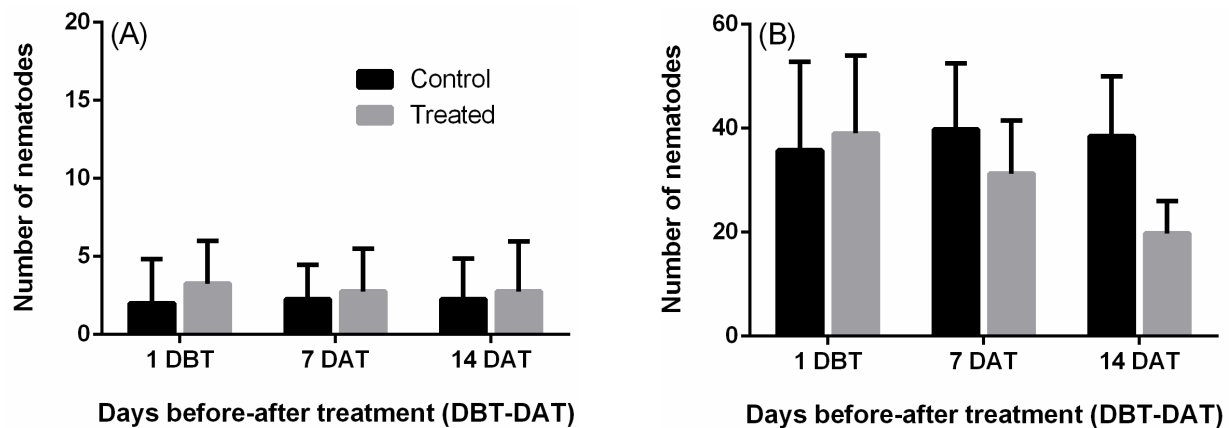 (A)
Number of nematodes
20
15
10
5
0
Control
Treated
1 DBT 7 DAT 14 DAT
Days before-after treatment (DBT-DAT)
(B)
Number of nematodes
60
40
20
0
1 DBT 7 DAT 14 DAT
Days before-after treatment (DBT-DAT)